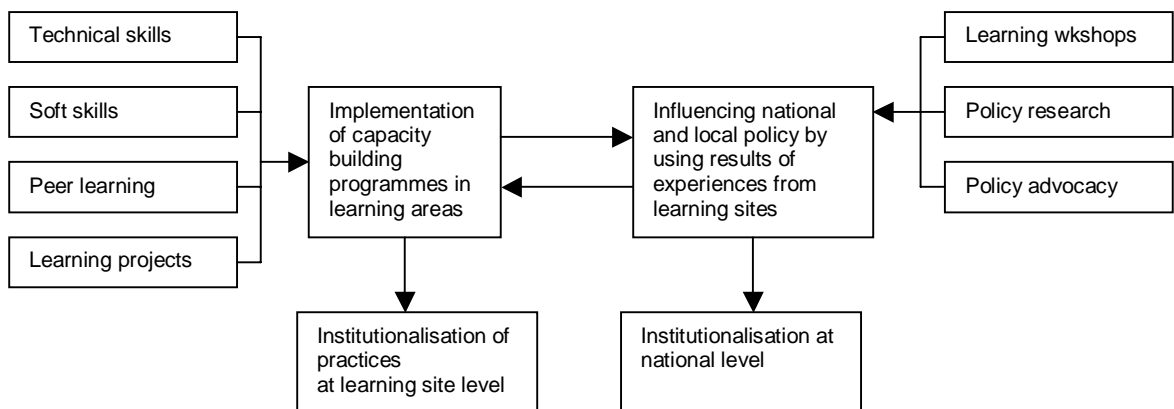 Technical skills
Soft skills
Peer learning
Learning projects
Implementation
of capacity
building
programmes in
learning areas
Influencing national
and local policy by
using results of
experiences from
learning sites
Learning wkshops
Policy research
Policy advocacy
Institutionalisation of
practices
at learning site level
Institutionalisation at
national level